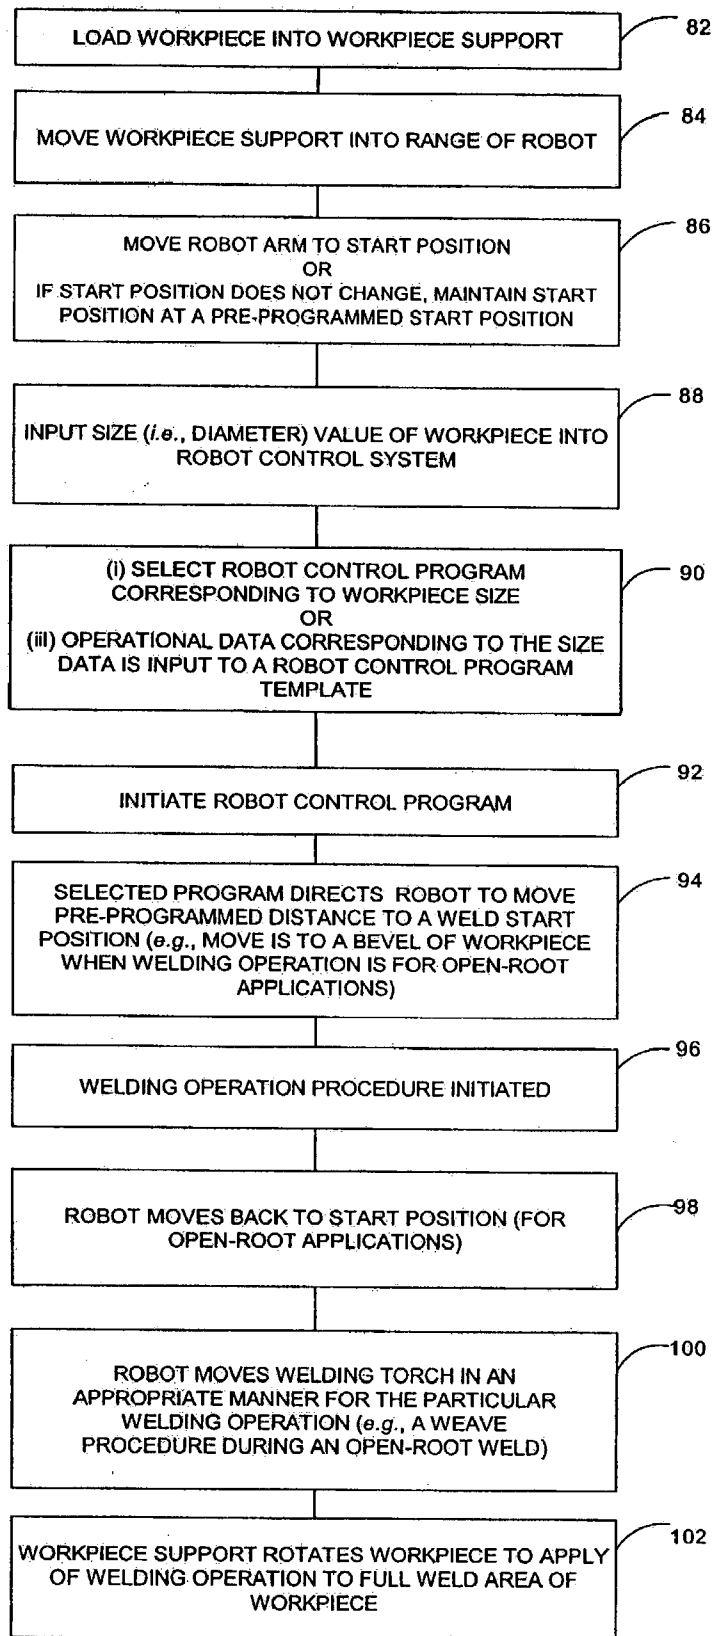 LOAD WORKPIECE INTO WORKPIECE SUPPORT
82
MOVE WORKPIECE SUPPORT INTO RANGE OF ROBOT
84
MOVE ROBOT ARM TO START POSITION
OR
IF START POSITION DOES NOT CHANGE, MAINTAIN START
POSITION AT A PRE-PROGRAMMED START POSITION
86
INPUT SIZE (i.e., DIAMETER) VALUE OF WORKPIECE INTO
ROBOT CONTROL SYSTEM
88
(i) SELECT ROBOT CONTROL PROGRAM
CORRESPONDING TO WORKPIECE SIZE
OR
(iii) OPERATIONAL DATA CORRESPONDING TO THE SIZE
DATA IS INPUT TO A ROBOT CONTROL PROGRAM
TEMPLATE
90
INITIATE ROBOT CONTROL PROGRAM
92
SELECTED PROGRAM DIRECTS ROBOT TO MOVE
PRE-PROGRAMMED DISTANCE TO A WELD START
POSITION (e.g., MOVE IS TO A BEVEL OF WORKPIECE
WHEN WELDING OPERATION IS FOR OPEN-ROOT
APPLICATIONS)
94
WELDING OPERATION PROCEDURE INITIATED
96
ROBOT MOVES BACK TO START POSITION (FOR
OPEN-ROOT APPLICATIONS)
98
ROBOT MOVES WELDING TORCH IN AN
APPROPRIATE MANNER FOR THE PARTICULAR
WELDING OPERATION (e.g., A WEAVE
PROCEDURE DURING AN OPEN-ROOT WELD)
100
WORKPIECE SUPPORT ROTATES WORKPIECE TO APPLY
OF WELDING OPERATION TO FULL WELD AREA OF
WORKPIECE
102